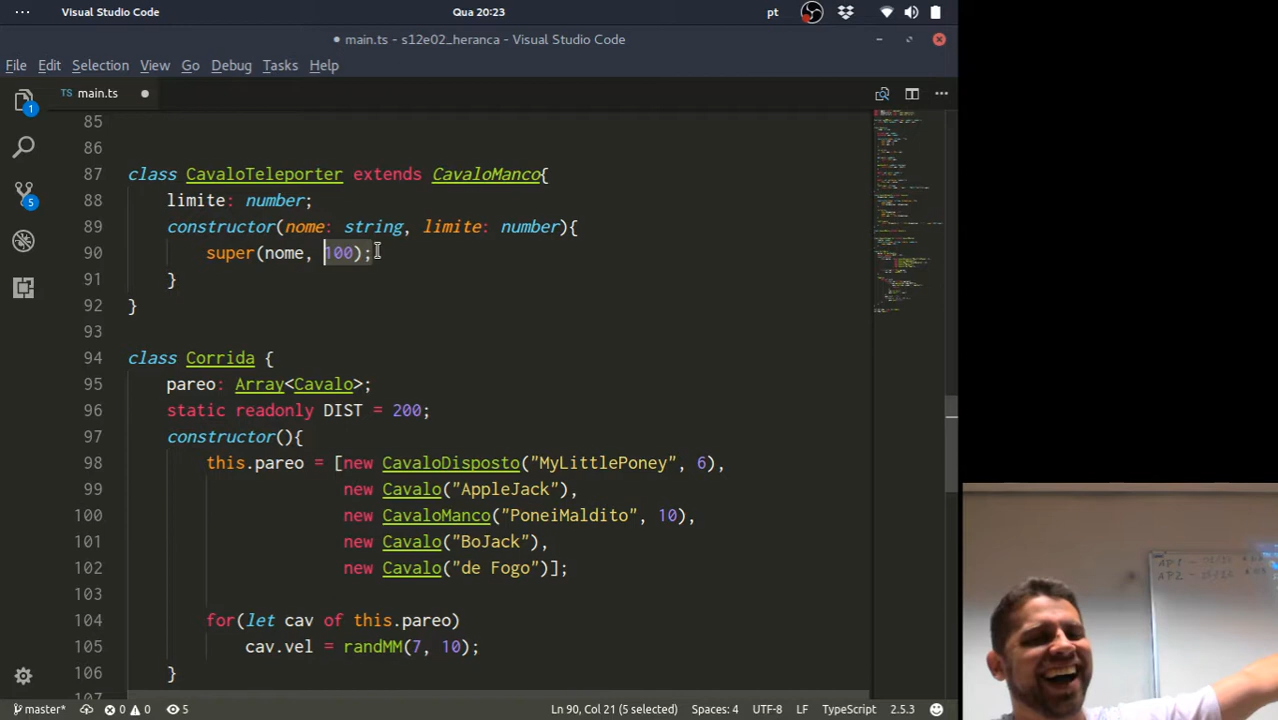 Visual Studio Code
Qua 20:23
pt
main.ts - s12e02_heranca - Visual Studio Code
File Edit Selection View Go Debug Tasks Help
TS main.ts
1
5
85
86
87 class CavaloTeleporter extends CavaloManco{
88 limite: number;
89 constructor(nome: string, limite: number){
90 super(nome, 100);
91 }
92 }
93
94 class Corrida {
95 pareo: Array<Cavalo>;
96 static readonly DIST = 200;
97 constructor(){
98 this.pareo = [new CavaloDisposto("MyLittlePoney", 6),
99 new Cavalo("AppleJack"),
100 new CavaloManco("PoneiMaldito", 10),
101 new Cavalo("BoJack"),
102 new Cavalo("de Fogo")];
103
104 for(let cav of this.pareo)
105 cav.vel = randMM(7, 10);
106 }
107
master* 0 0 5 Ln 90, Col 21 (5 selected) Spaces: 4 UTF-8 LF TypeScript 2.5.3